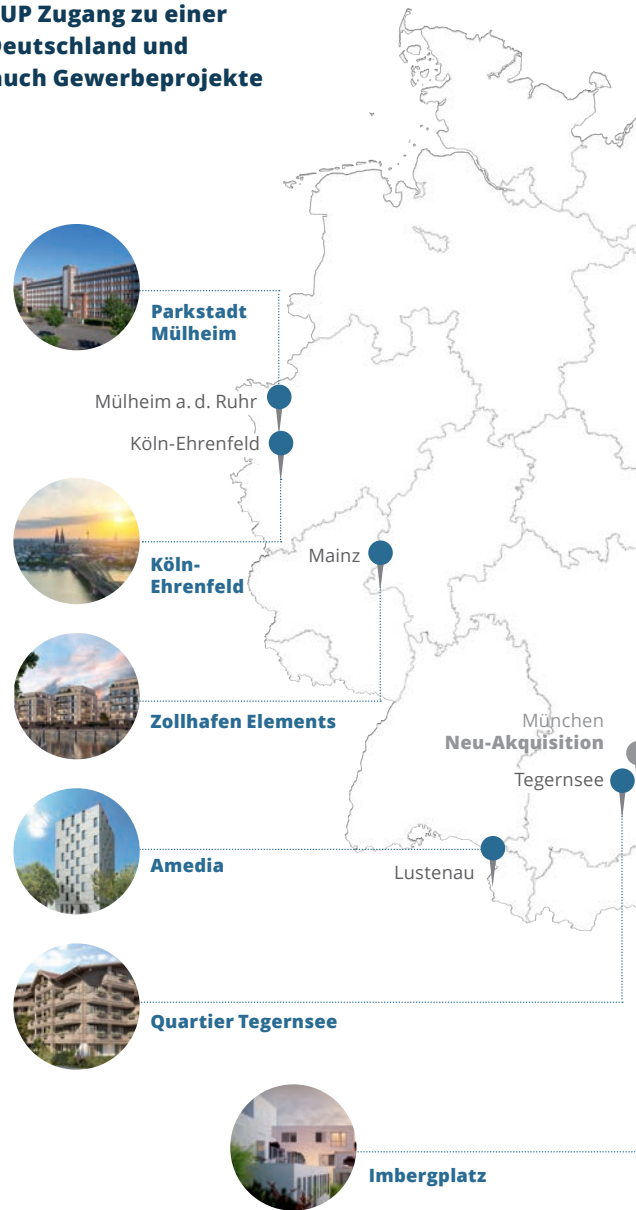 UP Zugang zu einer
Deutschland und
auch Gewerbeprojekte
Parkstadt
Mülheim
Mülheim a. d. Ruhr
Köln-Ehrenfeld
Köln-
Ehrenfeld
Mainz
Zollhafen Elements
München
Neu-Akquisition
Tegernsee
Amedia
Lustenau
Quartier Tegernsee
Imbergplatz